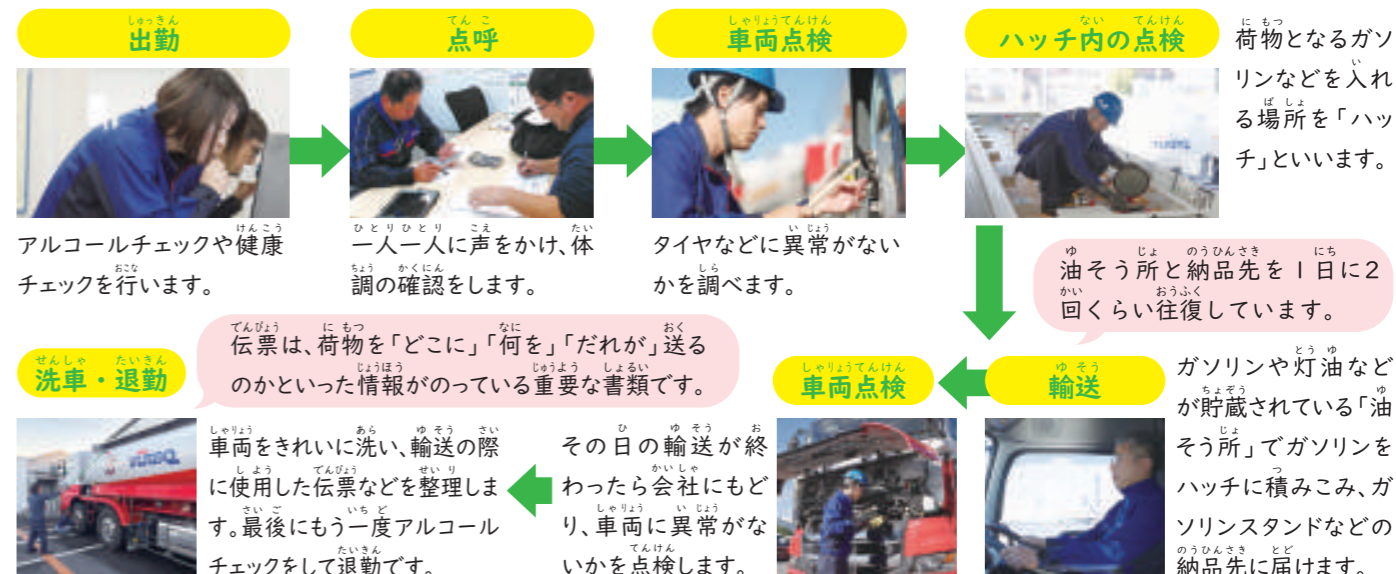 出勤
アルコールチェックや健康
チェックを行います。
点呼
一人一人に声をかけ、体
調の確認をします。
車両点検
タイヤなどに異常がない
かを調べます。
ハッチ内の点検
荷物となるガソ
リンなどを入れ
る場所を「ハッ
チ」といいます。
油そう所と納品先を1日に2
回くらい往復しています。
輸送
ガソリンや灯油など
が貯蔵されている「油
そう所」でガソリンを
ハッチに積みこみ、ガ
ソリンスタンドなどの
納品先に届けます。
車両点検
その日の輸送が終
わったら会社にもど
り、車両に異常がな
いかを点検します。
洗車・退勤
伝票は、荷物を「どこに」「何を」「だれが」送る
のかといった情報がのっている重要な書類です。
車両をきれいに洗い、輸送の際
に使用した伝票などを整理しま
す。最後にもう一度アルコール
チェックをして退勤です。